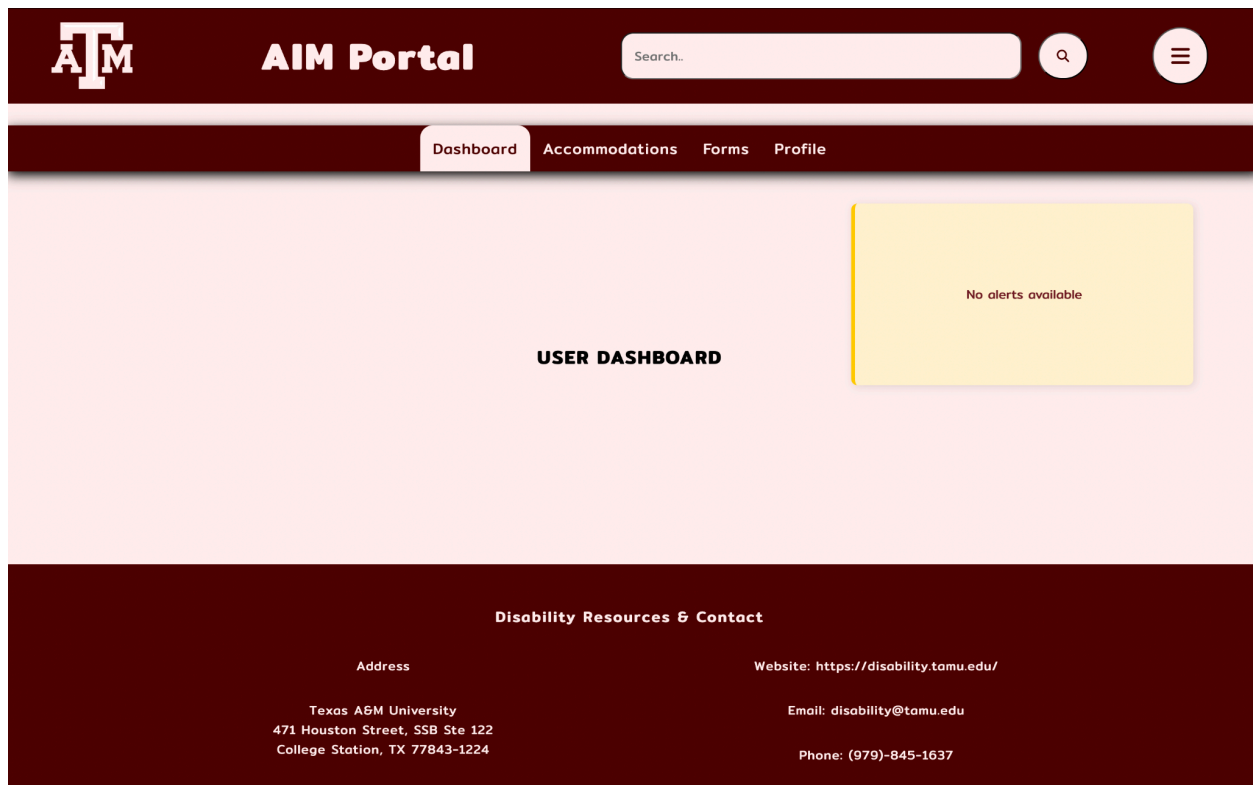 ATM
AIM Portal
Search..
Dashboard
Accommodations
Forms
Profile
No alerts available
USER DASHBOARD
Disability Resources & Contact
Address
Texas A&M University
471 Houston Street, SSB Ste 122
College Station, TX 77843-1224
Website: https://disability.tamu.edu/
Email: disability@tamu.edu
Phone: (979)-845-1637